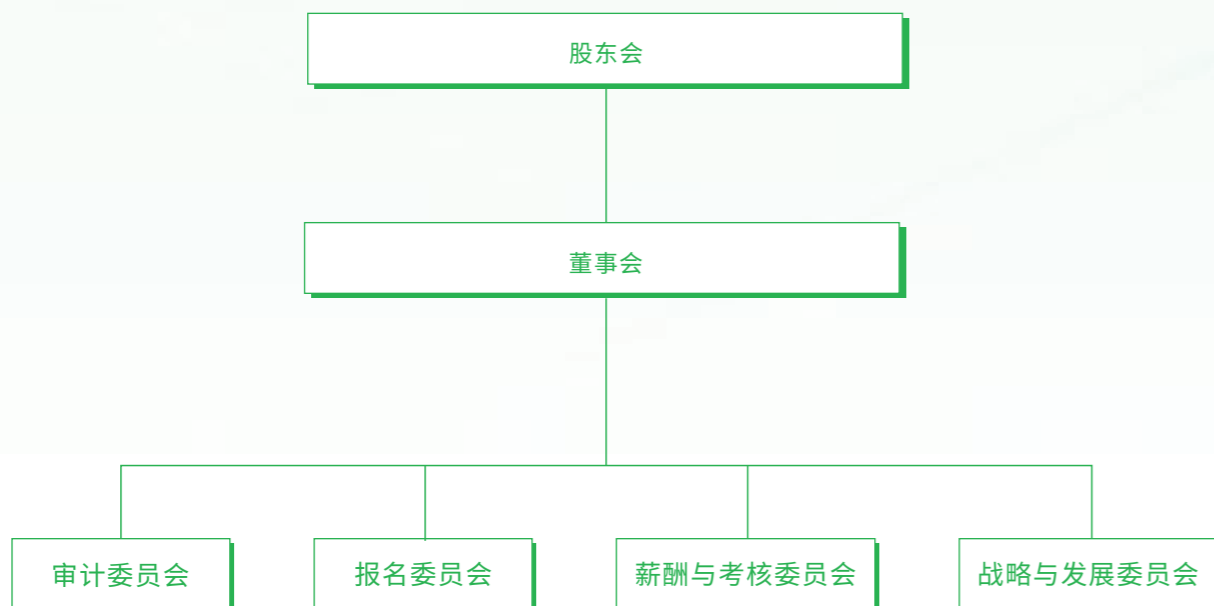 股东会
董事会
审计委员会
报名委员会
薪酬与考核委员会
战略与发展委员会